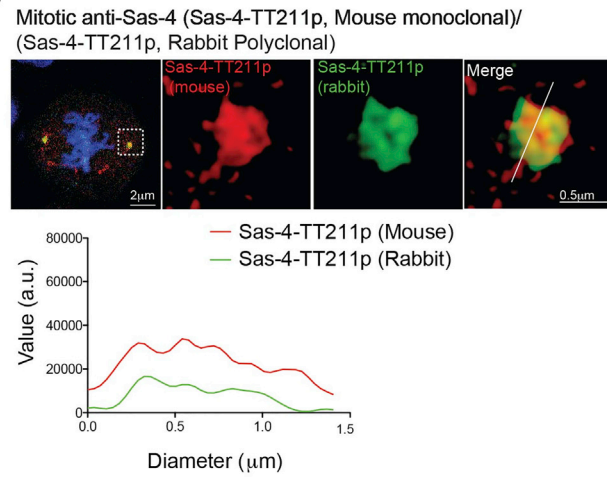 Mitotic anti-Sas-4 (Sas-4-TT211p, Mouse monoclonal)/
(Sas-4-TT211p, Rabbit Polyclonal)
Sas-4-TT211p
(mouse)
Sas-4-TT211p
(rabbit)
Merge
2μm
0.5μm
Sas-4-TT211p (Mouse)
Sas-4-TT211p (Rabbit)
Value (a.u.)
80000
60000
40000
20000
0
0.0 0.5 1.0 1.5
Diameter (μm)